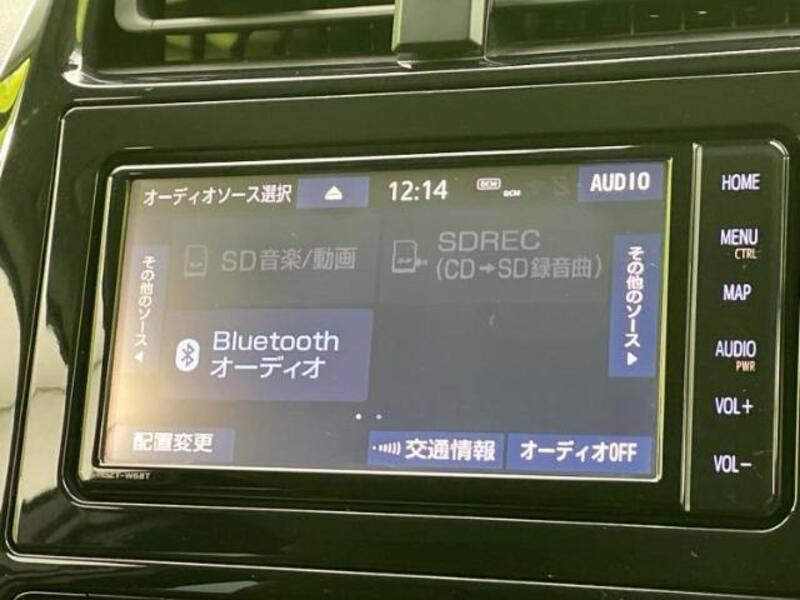 オーディオソース選択
12:14
DCM
DCM
AUDIO
SD音楽/動画
SDREC
(CD➡SD録音曲)
その他のソース◀
その他のソース▶
Bluetooth
オーディオ
配置変更
交通情報
オーディオOFF
HOME
MENU
CTRL
MAP
AUDIO
PWR
VOL+
VOL−